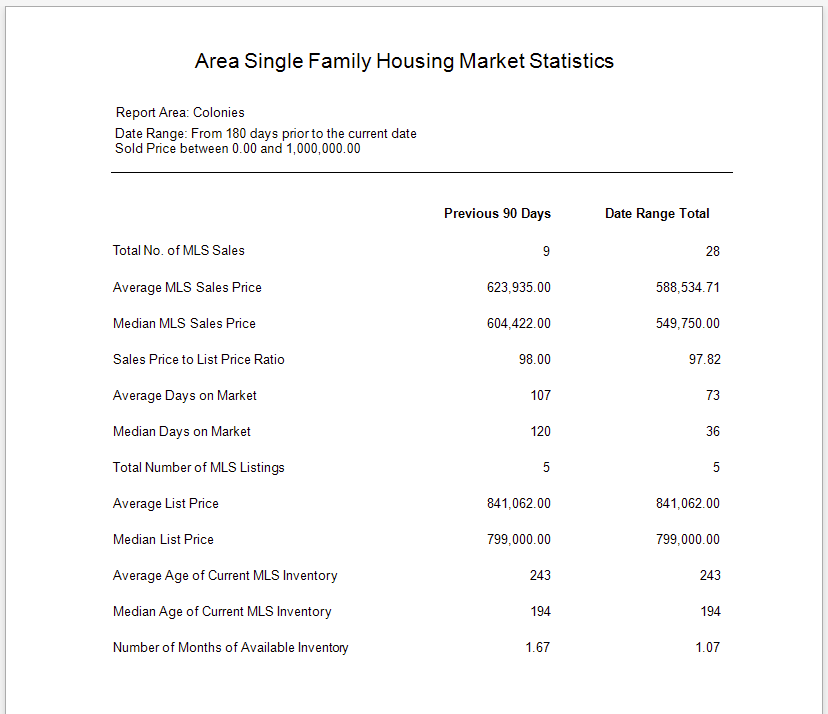 Area Single Family Housing Market Statistics
Report Area: Colonies
Date Range: From 180 days prior to the current date
Sold Price between 0.00 and 1,000,000.00
Previous 90 Days Date Range Total
Total No. of MLS Sales 9 28
Average MLS Sales Price 623,935.00 588,534.71
Median MLS Sales Price 604,422.00 549,750.00
Sales Price to List Price Ratio 98.00 97.82
Average Days on Market 107 73
Median Days on Market 120 36
Total Number of MLS Listings 5 5
Average List Price 841,062.00 841,062.00
Median List Price 799,000.00 799,000.00
Average Age of Current MLS Inventory 243 243
Median Age of Current MLS Inventory 194 194
Number of Months of Available Inventory 1.67 1.07